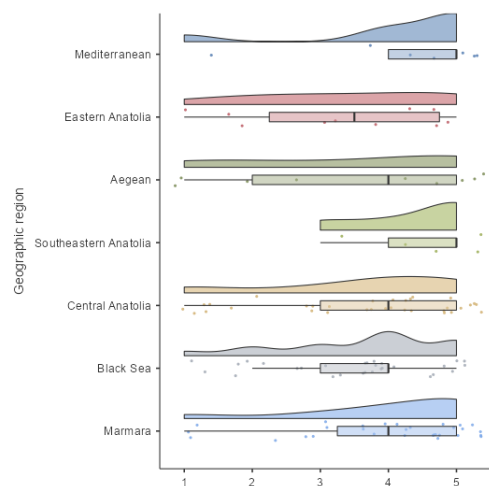 Geographic region
Mediterranean
Eastern Anatolia
Aegean
Southeastern Anatolia
Central Anatolia
Black Sea
Marmara
1 2 3 4 5